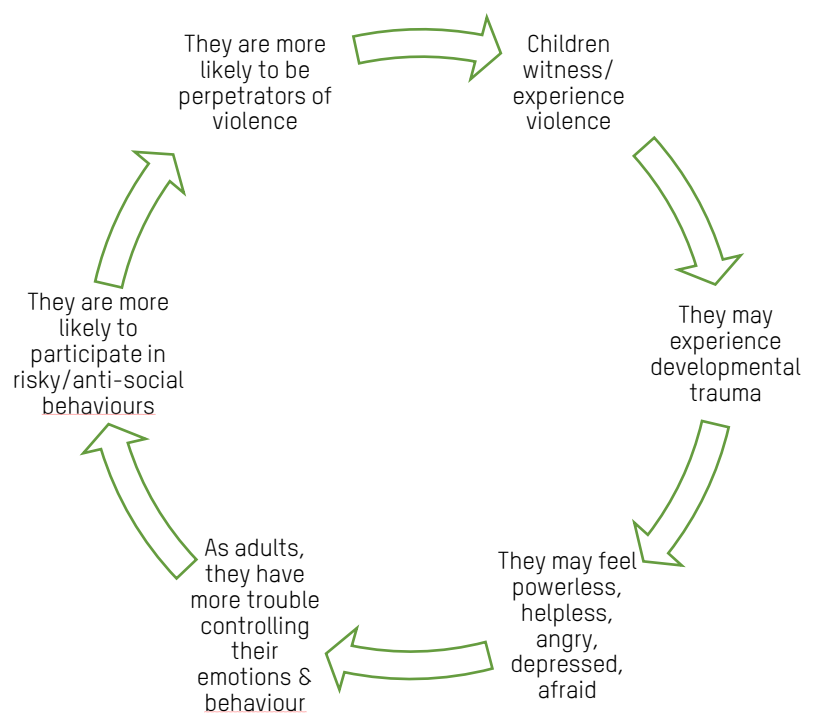 They are more
likely to be
perpetrators of
violence
Children
witness/
experience
violence
They may
experience
developmental
trauma
They may feel
powerless,
helpless,
angry,
depressed,
afraid
As adults,
they have
more trouble
controlling
their
emotions &
behaviour
They are more
likely to
participate in
risky/anti-social
behaviours